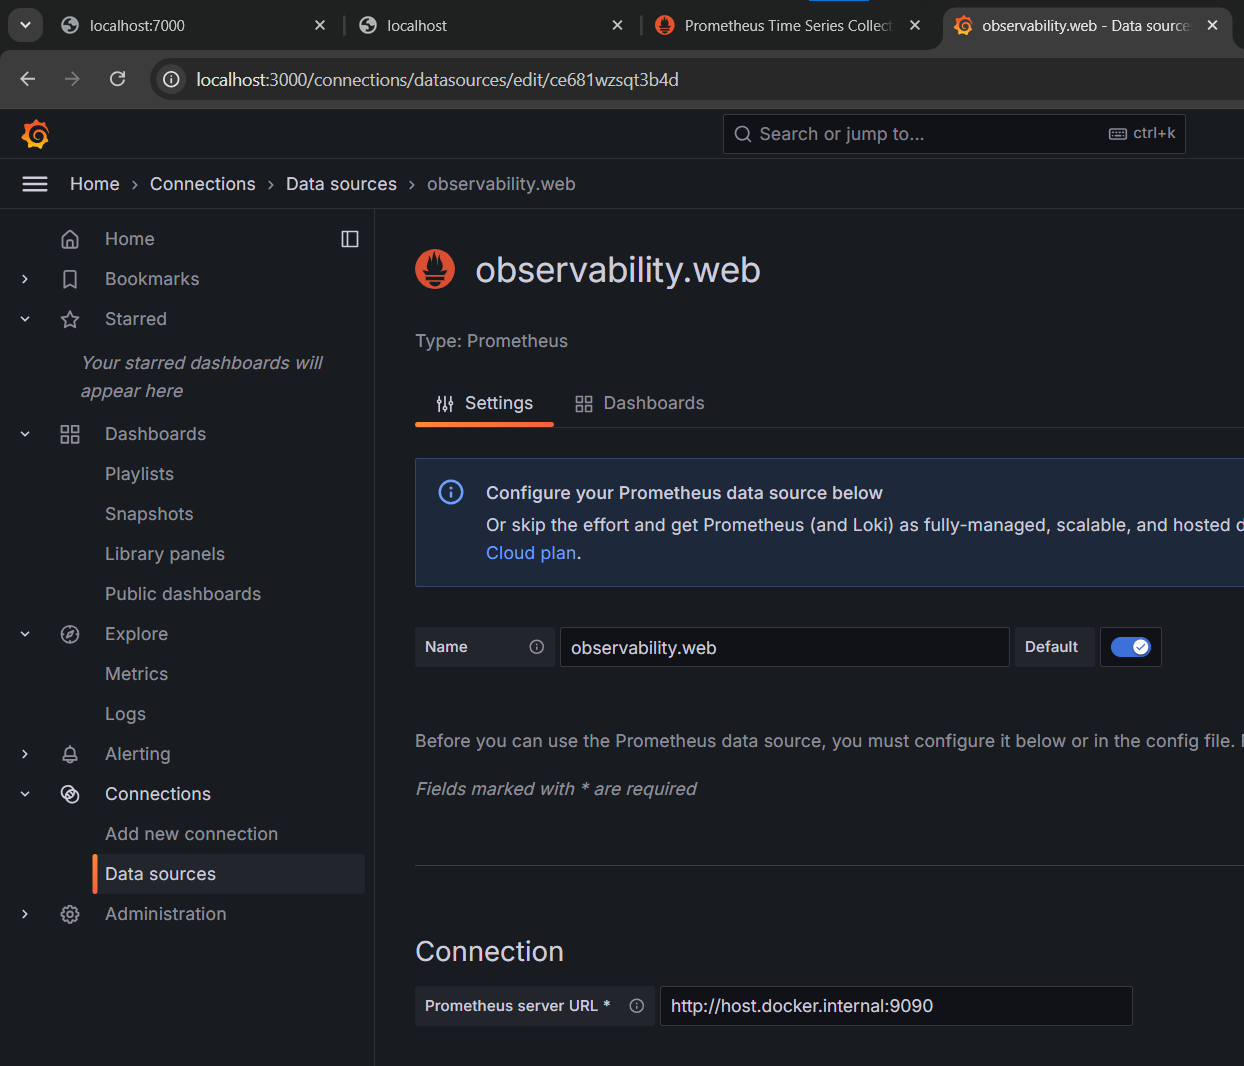 localhost:7000
localhost
Prometheus Time Series Collect
observability.web - Data source
localhost:3000/connections/datasources/edit/ce681wzsqt3b4d
Search or jump to...
ctrl+k
Home › Connections › Data sources › observability.web
Home
Bookmarks
Starred
Your starred dashboards will
appear here
Dashboards
Playlists
Snapshots
Library panels
Public dashboards
Explore
Metrics
Logs
Alerting
Connections
Add new connection
Data sources
Administration
observability.web
Type: Prometheus
Settings
Dashboards
Configure your Prometheus data source below
Or skip the effort and get Prometheus (and Loki) as fully-managed, scalable, and hosted d
Cloud plan.
Name
observability.web
Default
Before you can use the Prometheus data source, you must configure it below or in the config file.
Fields marked with * are required
Connection
Prometheus server URL *
http://host.docker.internal:9090